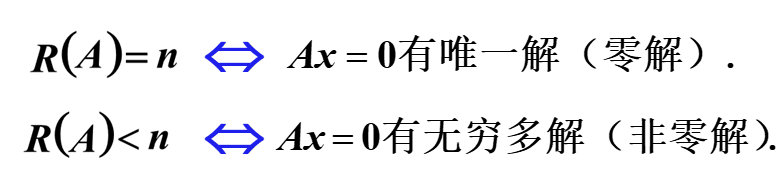 R(A)= n ⇔ Ax = 0有唯一解（零解）.
R(A)< n ⇔ Ax = 0有无穷多解（非零解）.